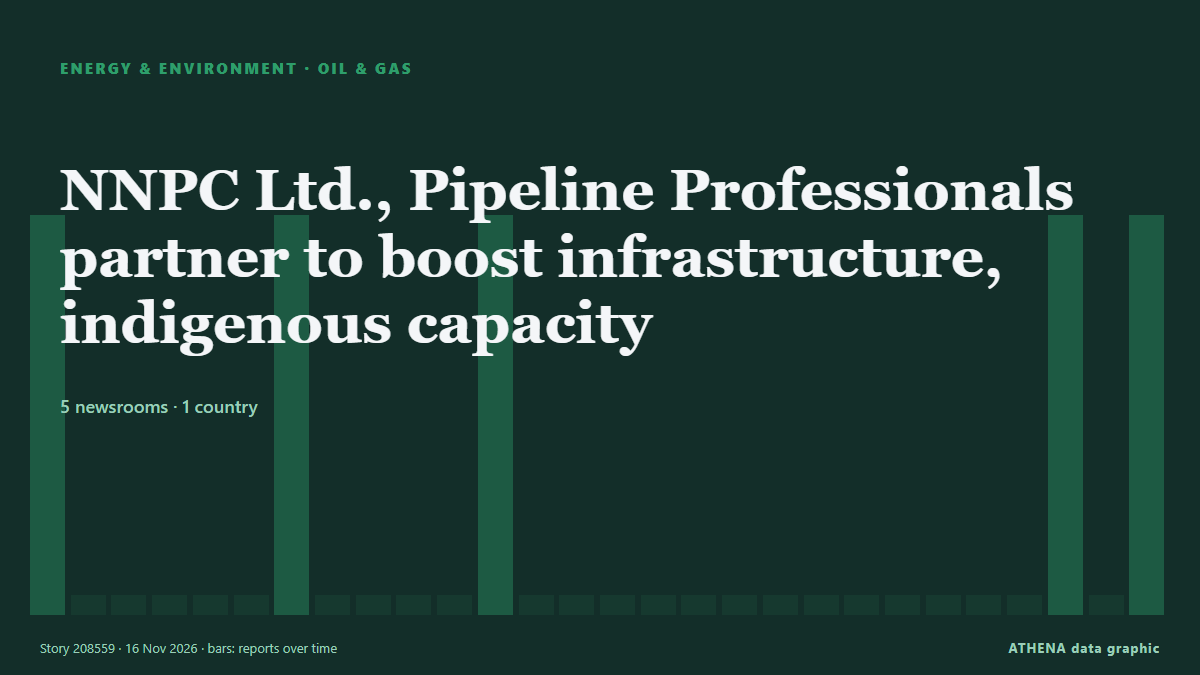 ENERGY & ENVIRONMENT · OIL & GAS
NNPC Ltd., Pipeline Professionals
partner to boost infrastructure,
indigenous capacity
5 newsrooms · 1 country
Story 208559 · 16 Nov 2026 · bars: reports over time
ATHENA data graphic